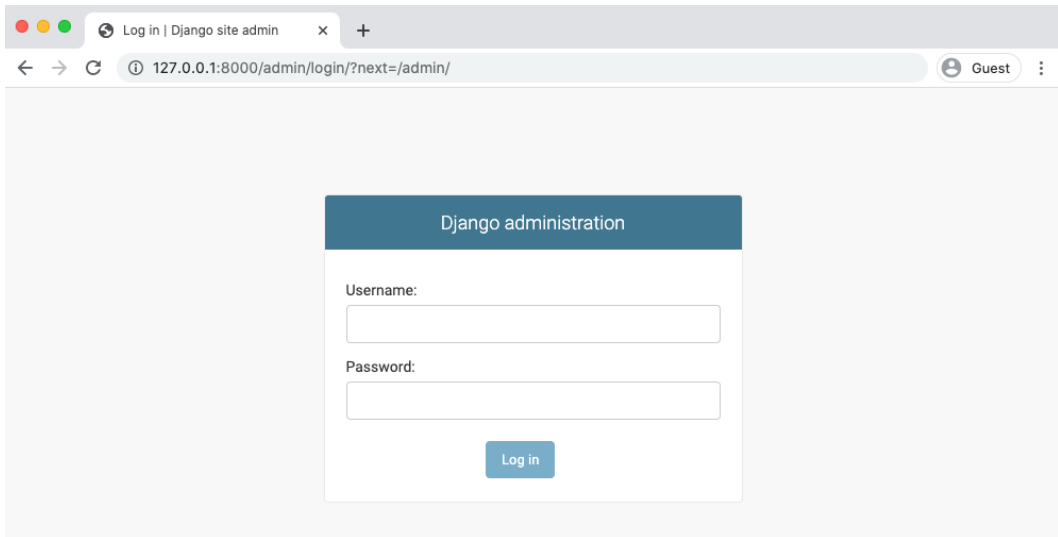 Log in | Django site admin
127.0.0.1:8000/admin/login/?next=/admin/
Guest
Django administration
Username:
Password:
Log in